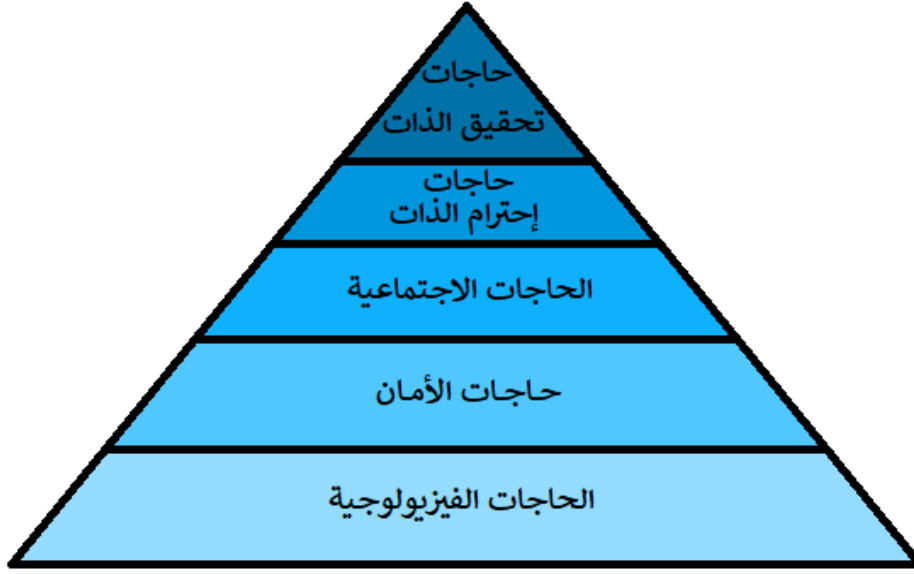 حاجات
تحقيق الذات
حاجات
إحترام الذات
الحاجات الاجتماعية
حاجات الأمان
الحاجات الفيزيولوجية